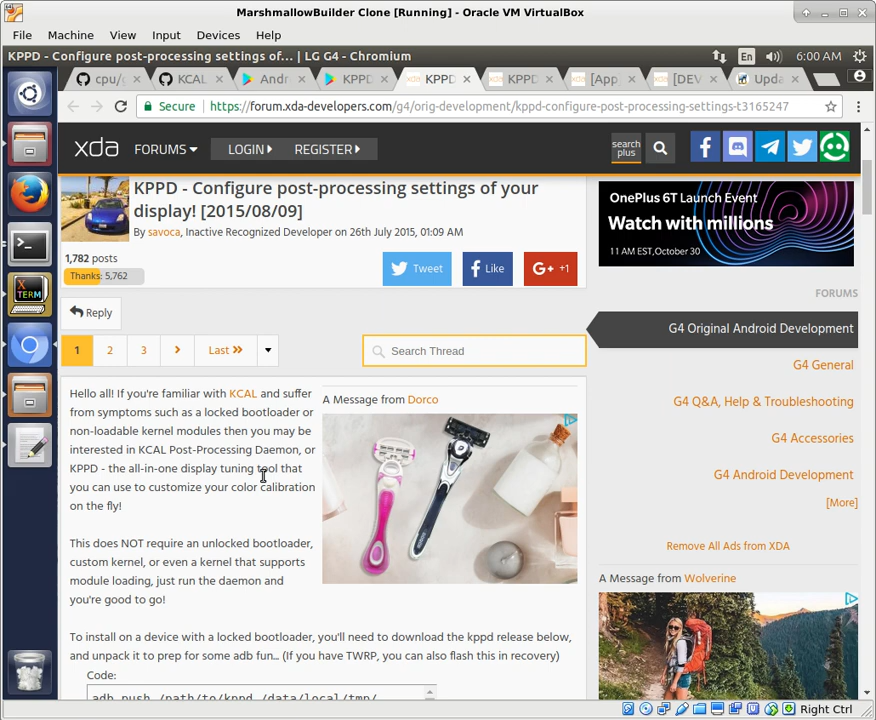 MarshmallowBuilder Clone [Running] - Oracle VM VirtualBox
File Machine View Input Devices Help
KPPD - Configure post-processing settings of... | LG G4 - Chromium
En 6:00 AM
cpu/g KCAL Andr KPPD KPPD KPPD [App [DEV Upda
Secure https://forum.xda-developers.com/g4/orig-development/kppd-configure-post-processing-settings-t3165247
xda FORUMS LOGIN REGISTER search plus
KPPD - Configure post-processing settings of your
display! [2015/08/09]
By savoca, Inactive Recognized Developer on 26th July 2015, 01:09 AM
1,782 posts
Thanks: 5,762
Tweet Like G+ +1
Reply
1 2 3 Last Search Thread
Hello all! If you're familiar with KCAL and suffer
from symptoms such as a locked bootloader or
non-loadable kernel modules then you may be
interested in KCAL Post-Processing Daemon, or
KPPD - the all-in-one display tuning tool that
you can use to customize your color calibration
on the fly!
This does NOT require an unlocked bootloader,
custom kernel, or even a kernel that supports
module loading, just run the daemon and
you're good to go!
A Message from Dorco
To install on a device with a locked bootloader, you'll need to download the kppd release below,
and unpack it to prep for some adb fun... (If you have TWRP, you can also flash this in recovery)
Code:
adb push /path/to/kppd /data/local/tmp/
OnePlus 6T Launch Event
Watch with millions
11 AM EST,October 30
FORUMS
G4 Original Android Development
G4 General
G4 Q&A, Help & Troubleshooting
G4 Accessories
G4 Android Development
[More]
Remove All Ads from XDA
A Message from Wolverine
X TERM
Right Ctrl